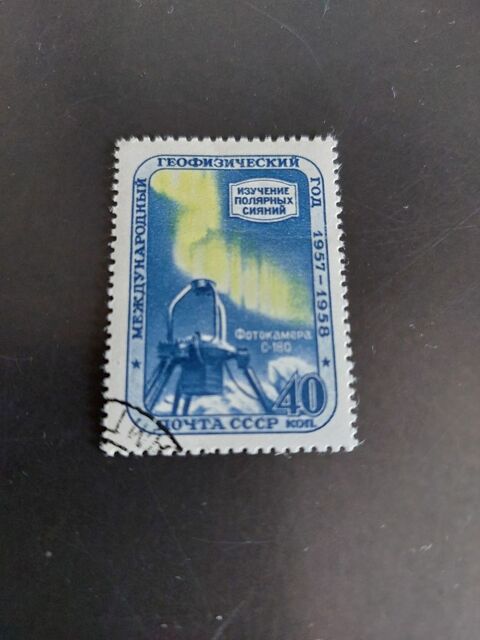 МЕЖДУНАРОДНЫЙ
ГЕОФИЗИЧЕСКИЙ
ГОД 1957-1958
ИЗУЧЕНИЕ
ПОЛЯРНЫХ
СИЯНИЙ
Фотокамера
С-180
40
КОП.
ПОЧТА СССР